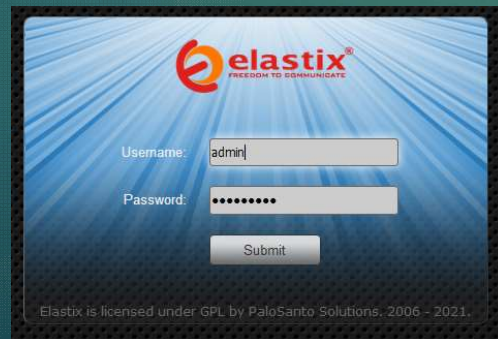 elastix®
FREEDOM TO COMMUNICATE
Username: admin
Password: •••••••••
Submit
Elastix is licensed under GPL by PaloSanto Solutions. 2006 - 2021.